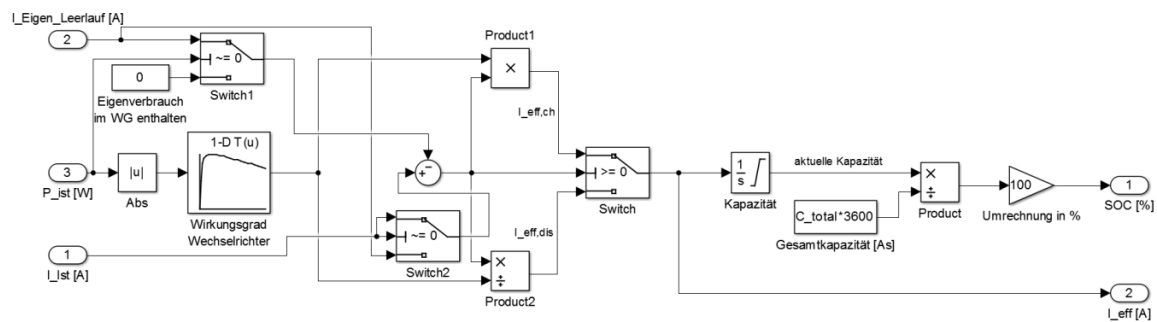 I_Eigen_Leerlauf [A]
2
~= 0
Switch1
0
Eigenverbrauch
im WG enthalten
3
P_ist [W]
|u|
Abs
1-D T(u)
Wirkungsgrad
Wechselrichter
1
I_Ist [A]
~= 0
Switch2
+
−
Product1
×
I_eff,ch
I_eff,dis
×
÷
Product2
>= 0
Switch
1
s
Kapazität
aktuelle Kapazität
C_total*3600
Gesamtkapazität [As]
×
÷
Product
100
Umrechnung in %
1
SOC [%]
2
I_eff [A]